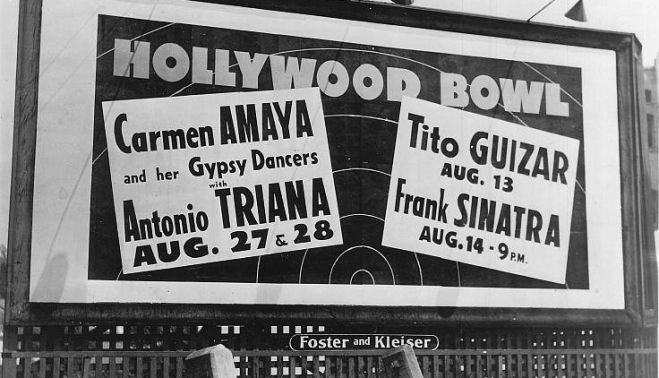 HOLLYWOOD BOWL
Carmen AMAYA
and her Gypsy Dancers
with
Antonio TRIANA
AUG. 27 & 28
Tito GUIZAR
AUG. 13
Frank SINATRA
AUG. 14 - 9 P.M.
Foster and Kleiser